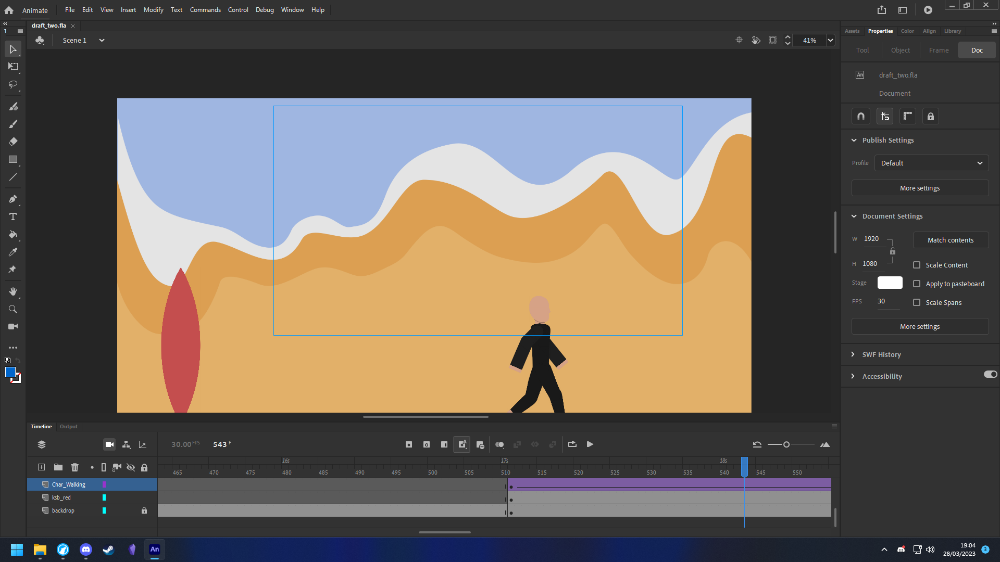 Animate File Edit View Insert Modify Text Commands Control Debug Window Help
draft_two.fla
Scene 1 41%
Assets Properties Color Align Library
Tool Object Frame Doc
An draft_two.fla
Document
Publish Settings
Profile Default
More settings
Document Settings
W 1920 Match contents
H 1080 Scale Content
Stage Apply to pasteboard
FPS 30 Scale Spans
More settings
SWF History
Accessibility
Timeline Output
30.00 FPS 543 F
16s 17s 18s
465 470 475 480 485 490 495 500 505 510 515 520 525 530 535 540 545 550
Char_Walking
ksb_red
backdrop
An
19:04
28/03/2023
3